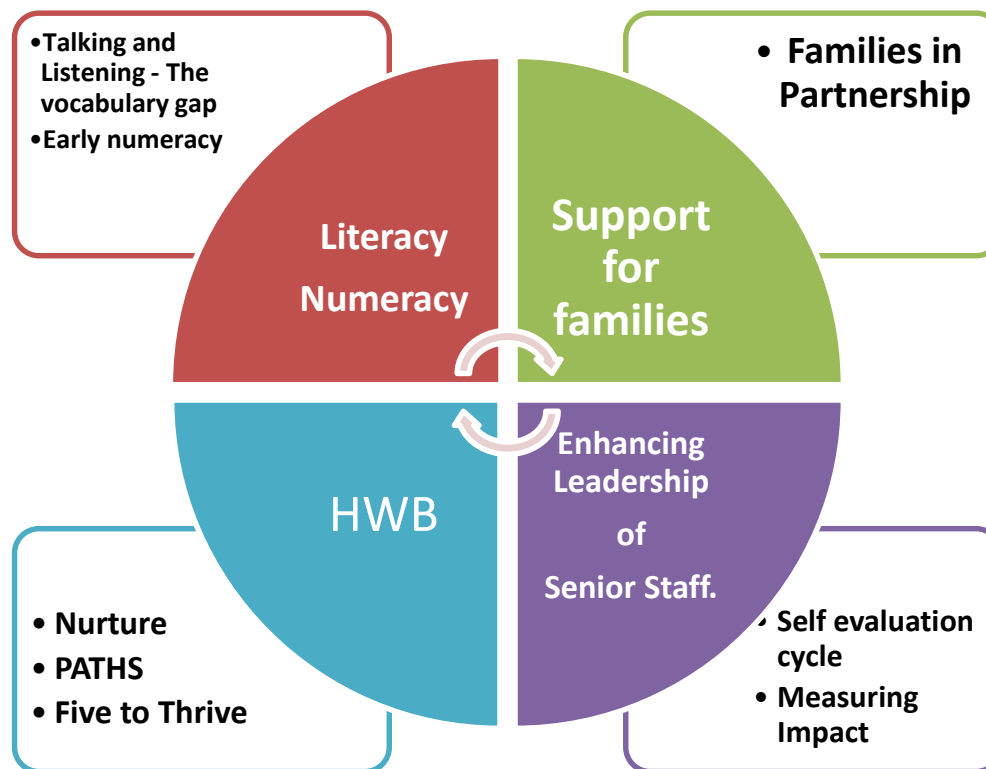 •Talking and
Listening - The
vocabulary gap
•Early numeracy
Literacy
Numeracy
• Families in
Partnership
Support
for
families
HWB
• Nurture
• PATHS
• Five to Thrive
Enhancing
Leadership
of
Senior Staff.
• Self evaluation
cycle
• Measuring
Impact